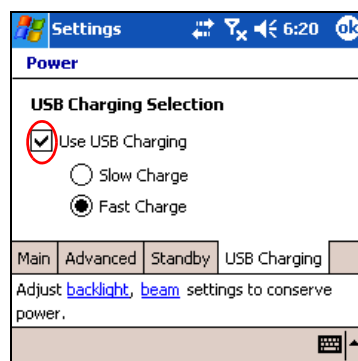 Settings 6:20 ok
Power
USB Charging Selection
Use USB Charging
Slow Charge
Fast Charge
Main Advanced Standby USB Charging
Adjust backlight, beam settings to conserve
power.